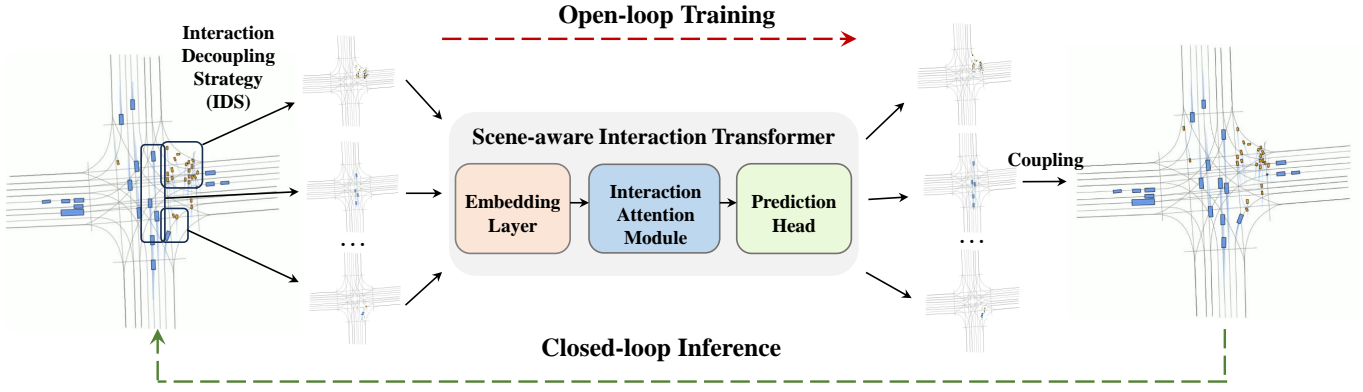 Open-loop Training
Interaction
Decoupling
Strategy
(IDS)
Scene-aware Interaction Transformer
Embedding
Layer
Interaction
Attention
Module
Prediction
Head
Coupling
...
...
Closed-loop Inference